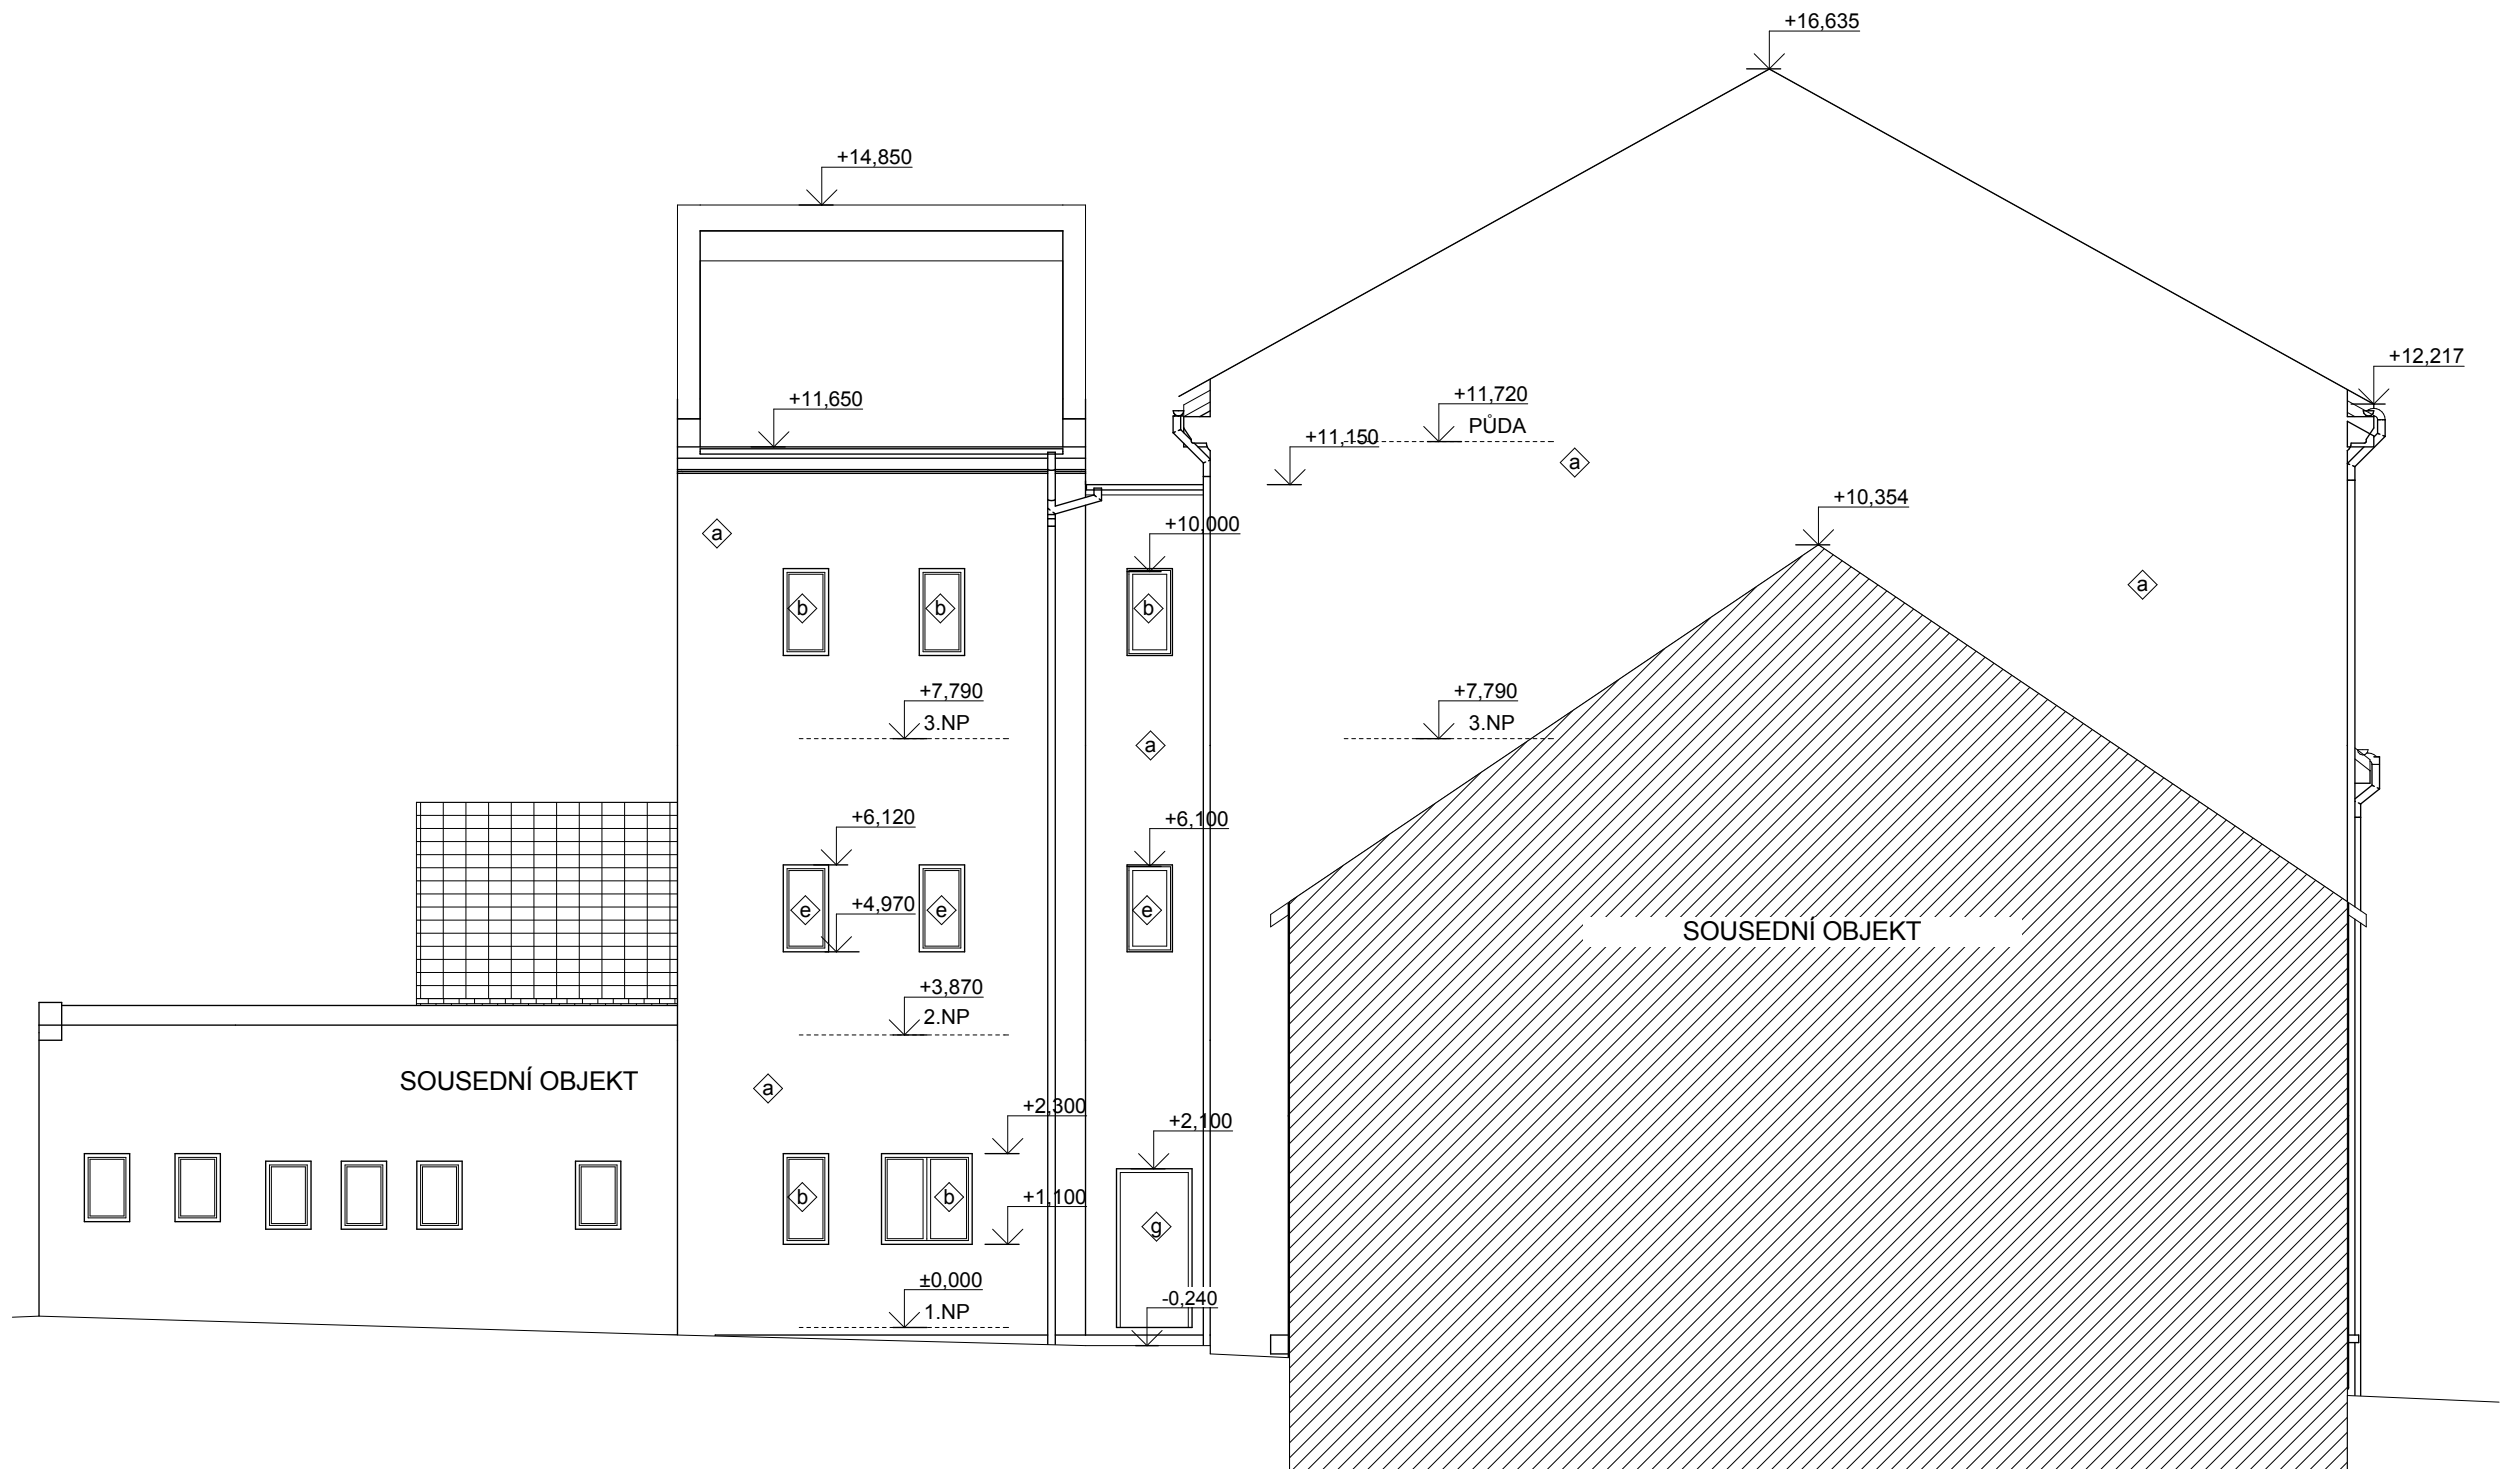 +16,635
+14,850
+12,217
+11,650
+11,720
PŮDA
+11,150
a
+10,354
+10,000
a
a
b
b
b
+7,790
3.NP
+7,790
3.NP
a
+6,120
+6,100
e
e
e
+4,970
SOUSEDNÍ OBJEKT
+3,870
2.NP
SOUSEDNÍ OBJEKT
a
+2,300
+2,100
b
b
+1,100
g
±0,000
1.NP
-0,240